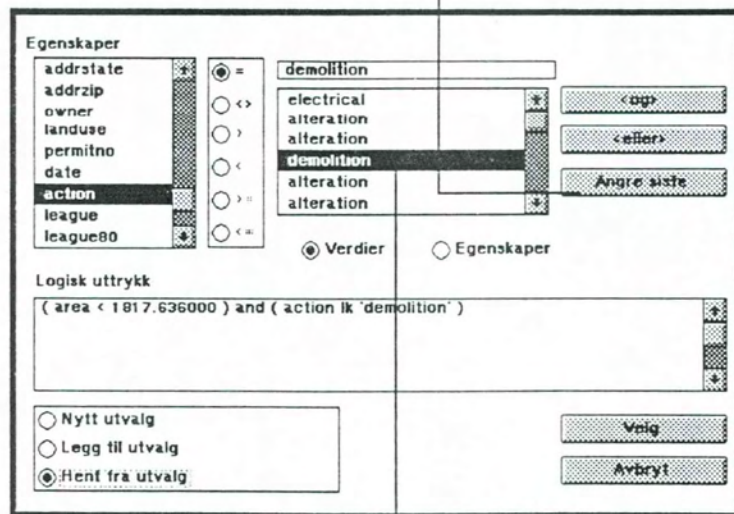 Egenskaper
addrstate
addrzip
owner
landuse
permitno
date
action
league
league80
=
<>
>
<
>=
<=
demolition
electrical
alteration
alteration
demolition
alteration
alteration
<og>
<eller>
Angre siste
Verdier
Egenskaper
Logisk uttrykk
( area < 1817.636000 ) and ( action lk 'demolition' )
Nytt utvalg
Legg til utvalg
Hent fra utvalg
Velg
Avbryt